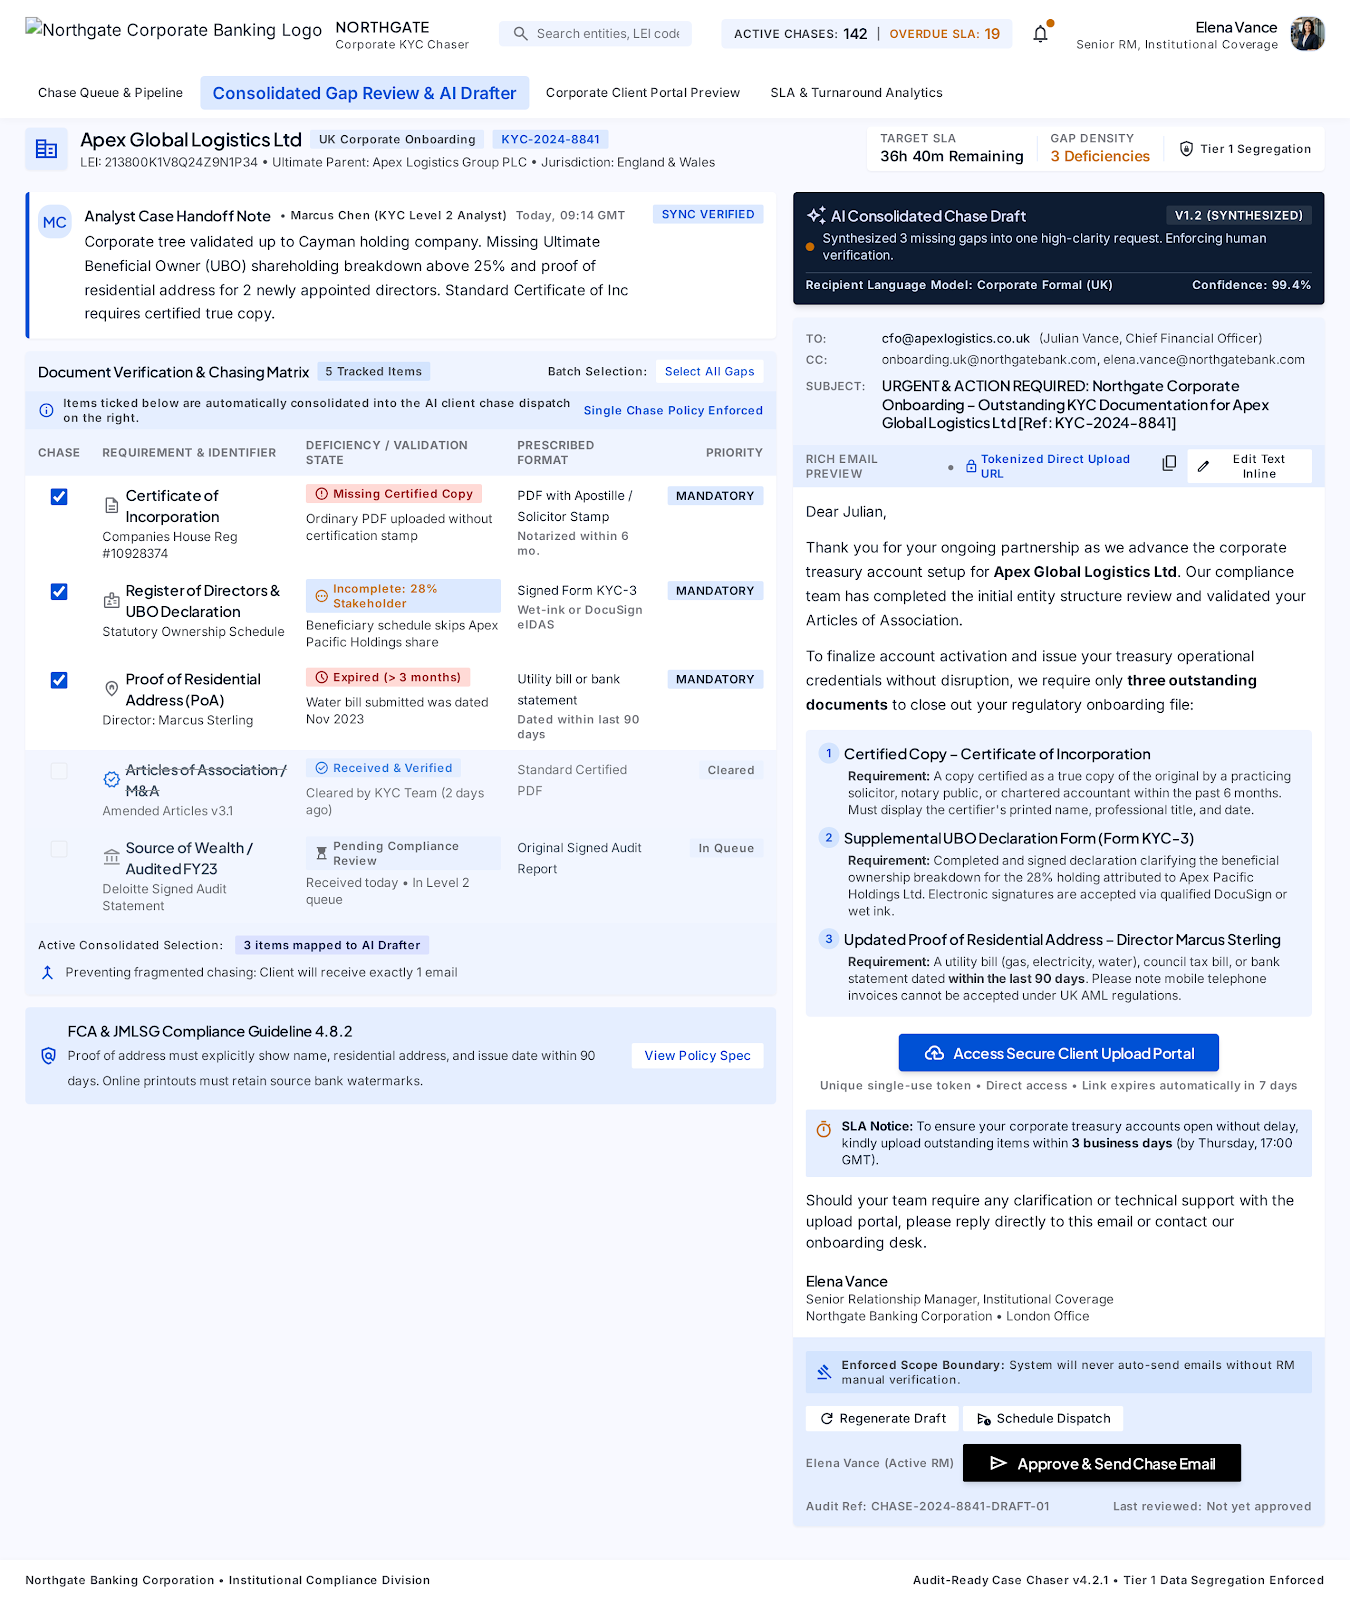 Northgate Corporate Banking Logo
NORTHGATE
Corporate KYC Chaser
Search entities, LEI code
ACTIVE CHASES: 142 | OVERDUE SLA: 19
Elena Vance
Senior RM, Institutional Coverage
Chase Queue & Pipeline
Consolidated Gap Review & AI Drafter
Corporate Client Portal Preview
SLA & Turnaround Analytics
Apex Global Logistics Ltd
UK Corporate Onboarding
KYC-2024-8841
LEI: 213800K1V8Q24Z9N1P34 • Ultimate Parent: Apex Logistics Group PLC • Jurisdiction: England & Wales
TARGET SLA
36h 40m Remaining
GAP DENSITY
3 Deficiencies
Tier 1 Segregation
MC
Analyst Case Handoff Note
• Marcus Chen (KYC Level 2 Analyst)
Today, 09:14 GMT
SYNC VERIFIED
Corporate tree validated up to Cayman holding company. Missing Ultimate
Beneficial Owner (UBO) shareholding breakdown above 25% and proof of
residential address for 2 newly appointed directors. Standard Certificate of Inc
requires certified true copy.
Document Verification & Chasing Matrix
5 Tracked Items
Batch Selection:
Select All Gaps
Items ticked below are automatically consolidated into the AI client chase dispatch
on the right.
Single Chase Policy Enforced
CHASE
REQUIREMENT & IDENTIFIER
DEFICIENCY / VALIDATION
STATE
PRESCRIBED
FORMAT
PRIORITY
Certificate of
Incorporation
Companies House Reg
#10928374
Missing Certified Copy
Ordinary PDF uploaded without
certification stamp
PDF with Apostille /
Solicitor Stamp
Notarized within 6
mo.
MANDATORY
Register of Directors &
UBO Declaration
Statutory Ownership Schedule
Incomplete: 28%
Stakeholder
Beneficiary schedule skips Apex
Pacific Holdings share
Signed Form KYC-3
Wet-ink or DocuSign
eIDAS
MANDATORY
Proof of Residential
Address (PoA)
Director: Marcus Sterling
Expired (> 3 months)
Water bill submitted was dated
Nov 2023
Utility bill or bank
statement
Dated within last 90
days
MANDATORY
Articles of Association /
M&A
Amended Articles v3.1
Received & Verified
Cleared by KYC Team (2 days
ago)
Standard Certified
PDF
Cleared
Source of Wealth /
Audited FY23
Deloitte Signed Audit
Statement
Pending Compliance
Review
Received today • In Level 2
queue
Original Signed Audit
Report
In Queue
Active Consolidated Selection:
3 items mapped to AI Drafter
Preventing fragmented chasing: Client will receive exactly 1 email
FCA & JMLSG Compliance Guideline 4.8.2
Proof of address must explicitly show name, residential address, and issue date within 90
days. Online printouts must retain source bank watermarks.
View Policy Spec
AI Consolidated Chase Draft
V1.2 (SYNTHESIZED)
Synthesized 3 missing gaps into one high-clarity request. Enforcing human
verification.
Recipient Language Model: Corporate Formal (UK)
Confidence: 99.4%
TO:
cfo@apexlogistics.co.uk (Julian Vance, Chief Financial Officer)
CC:
onboarding.uk@northgatebank.com, elena.vance@northgatebank.com
SUBJECT:
URGENT & ACTION REQUIRED: Northgate Corporate
Onboarding – Outstanding KYC Documentation for Apex
Global Logistics Ltd [Ref: KYC-2024-8841]
RICH EMAIL
PREVIEW
•
Tokenized Direct Upload
URL
Edit Text
Inline
Dear Julian,
Thank you for your ongoing partnership as we advance the corporate
treasury account setup for Apex Global Logistics Ltd. Our compliance
team has completed the initial entity structure review and validated your
Articles of Association.
To finalize account activation and issue your treasury operational
credentials without disruption, we require only three outstanding
documents to close out your regulatory onboarding file:
1 Certified Copy – Certificate of Incorporation
Requirement: A copy certified as a true copy of the original by a practicing
solicitor, notary public, or chartered accountant within the past 6 months.
Must display the certifier's printed name, professional title, and date.
2 Supplemental UBO Declaration Form (Form KYC-3)
Requirement: Completed and signed declaration clarifying the beneficial
ownership breakdown for the 28% holding attributed to Apex Pacific
Holdings Ltd. Electronic signatures are accepted via qualified DocuSign or
wet ink.
3 Updated Proof of Residential Address – Director Marcus Sterling
Requirement: A utility bill (gas, electricity, water), council tax bill, or bank
statement dated within the last 90 days. Please note mobile telephone
invoices cannot be accepted under UK AML regulations.
Access Secure Client Upload Portal
Unique single-use token • Direct access • Link expires automatically in 7 days
SLA Notice: To ensure your corporate treasury accounts open without delay,
kindly upload outstanding items within 3 business days (by Thursday, 17:00
GMT).
Should your team require any clarification or technical support with the
upload portal, please reply directly to this email or contact our
onboarding desk.
Elena Vance
Senior Relationship Manager, Institutional Coverage
Northgate Banking Corporation • London Office
Enforced Scope Boundary: System will never auto-send emails without RM
manual verification.
Regenerate Draft
Schedule Dispatch
Elena Vance (Active RM)
Approve & Send Chase Email
Audit Ref: CHASE-2024-8841-DRAFT-01
Last reviewed: Not yet approved
Northgate Banking Corporation • Institutional Compliance Division
Audit-Ready Case Chaser v4.2.1 • Tier 1 Data Segregation Enforced